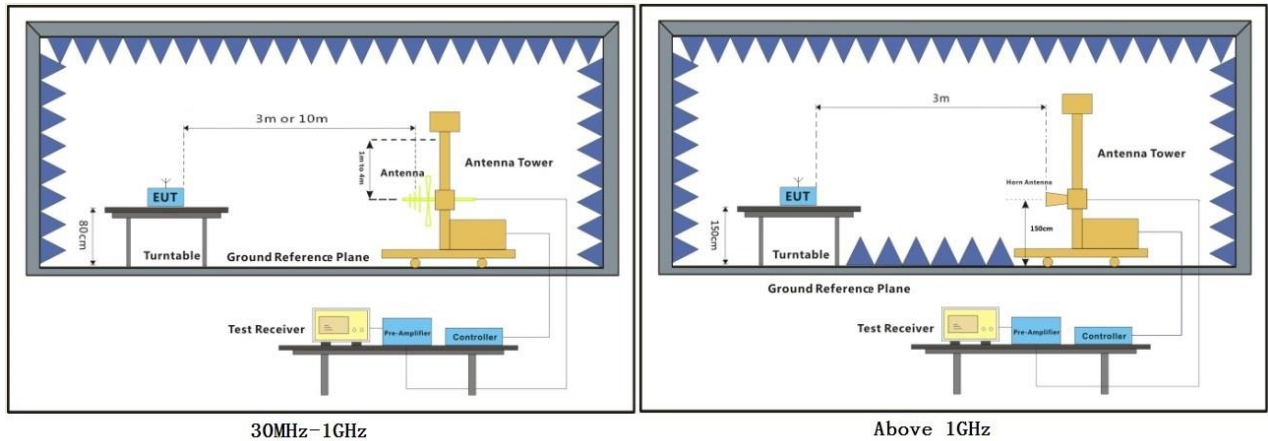 3m or 10m
1m to 4m
Antenna
Antenna Tower
EUT
80cm
Turntable
Ground Reference Plane
Test Receiver
Pre-Amplifier
Controller
30MHz-1GHz
3m
Antenna Tower
Horn Antenna
EUT
150cm
150cm
Turntable
Ground Reference Plane
Test Receiver
Pre-Amplifier
Controller
Above 1GHz